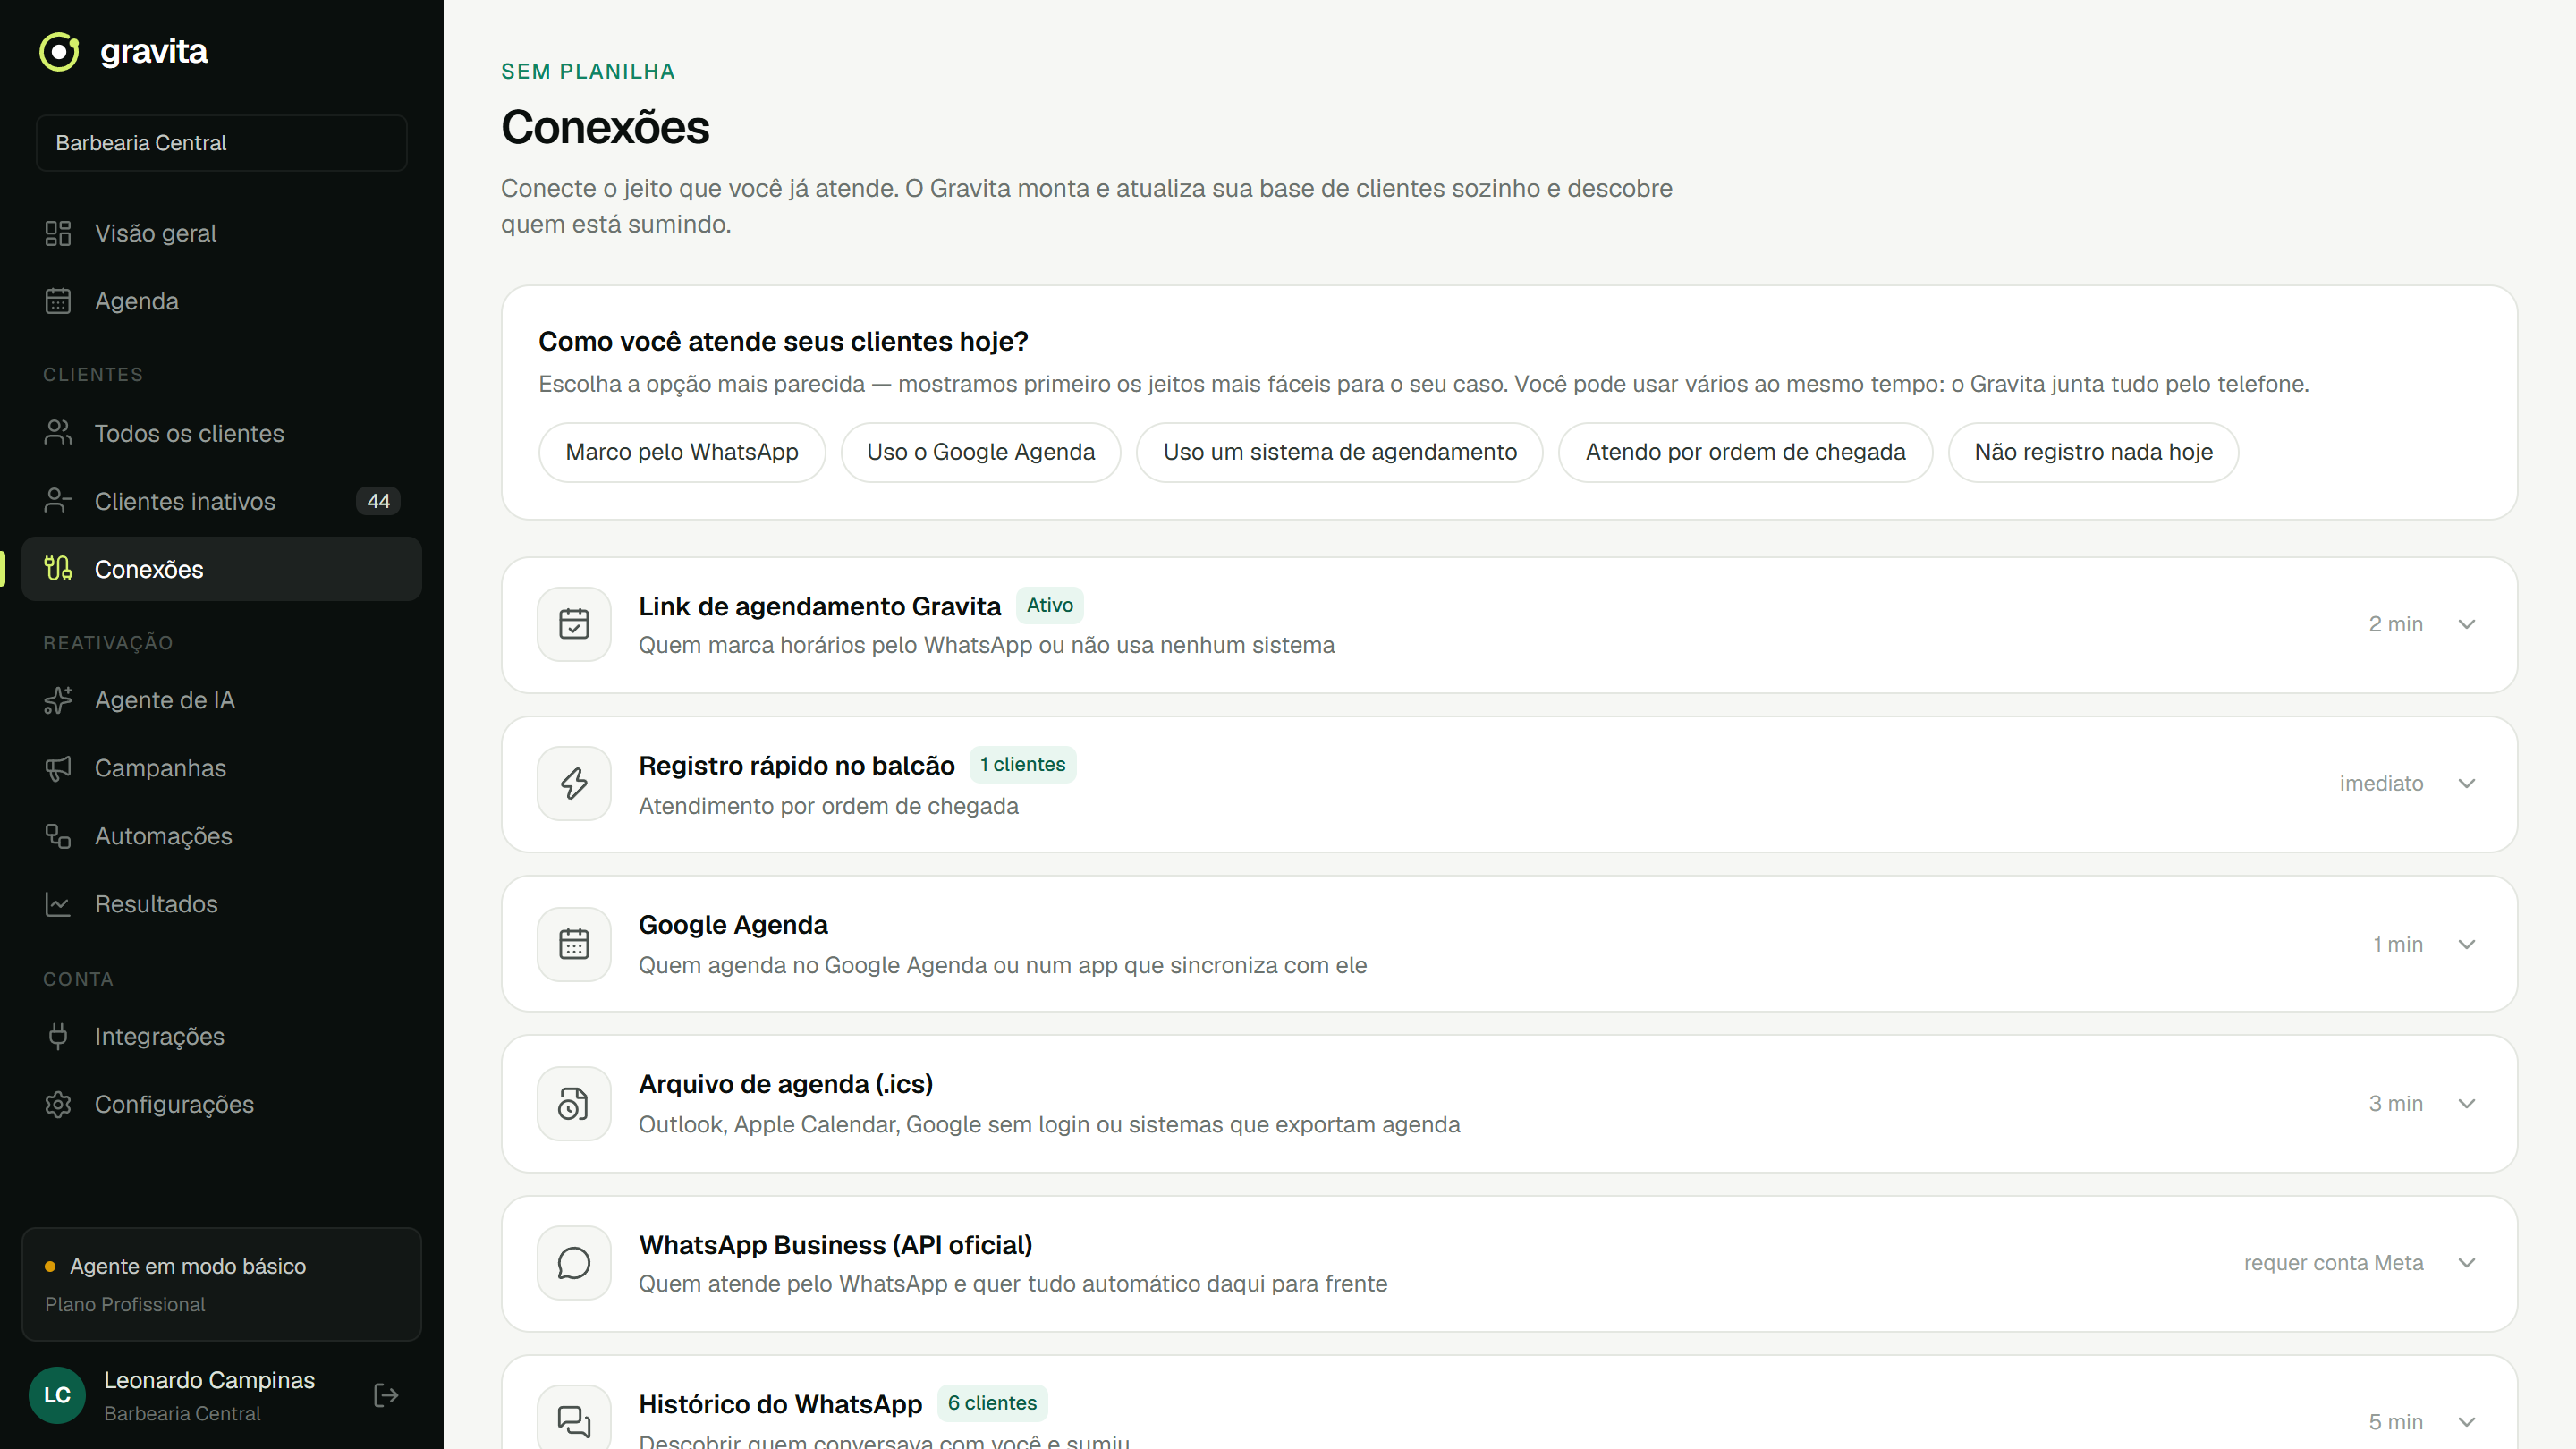 gravita
Barbearia Central
Visão geral
Agenda
CLIENTES
Todos os clientes
Clientes inativos 44
Conexões
REATIVAÇÃO
Agente de IA
Campanhas
Automações
Resultados
CONTA
Integrações
Configurações
Agente em modo básico
Plano Profissional
LC
Leonardo Campinas
Barbearia Central
SEM PLANILHA
Conexões
Conecte o jeito que você já atende. O Gravita monta e atualiza sua base de clientes sozinho e descobre
quem está sumindo.
Como você atende seus clientes hoje?
Escolha a opção mais parecida — mostramos primeiro os jeitos mais fáceis para o seu caso. Você pode usar vários ao mesmo tempo: o Gravita junta tudo pelo telefone.
Marco pelo WhatsApp Uso o Google Agenda Uso um sistema de agendamento Atendo por ordem de chegada Não registro nada hoje
Link de agendamento Gravita Ativo
Quem marca horários pelo WhatsApp ou não usa nenhum sistema
2 min
Registro rápido no balcão 1 clientes
Atendimento por ordem de chegada
imediato
Google Agenda
Quem agenda no Google Agenda ou num app que sincroniza com ele
1 min
Arquivo de agenda (.ics)
Outlook, Apple Calendar, Google sem login ou sistemas que exportam agenda
3 min
WhatsApp Business (API oficial)
Quem atende pelo WhatsApp e quer tudo automático daqui para frente
requer conta Meta
Histórico do WhatsApp 6 clientes
Descobrir quem conversava com você e sumiu
5 min